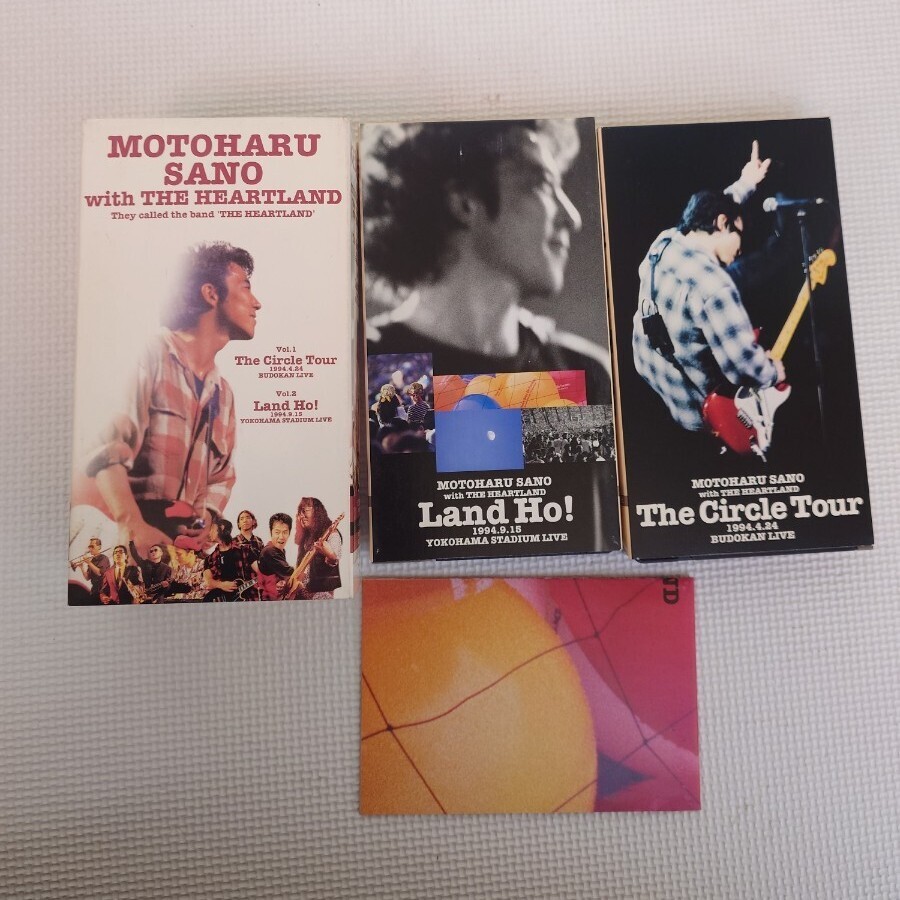 MOTOHARU
SANO
with THE HEARTLAND
They called the band 'THE HEARTLAND'
Vol.1
The Circle Tour
1994.4.24
BUDOKAN LIVE
Vol.2
Land Ho!
1994.9.15
YOKOHAMA STADIUM LIVE
MOTOHARU SANO
with THE HEARTLAND
Land Ho!
1994.9.15
YOKOHAMA STADIUM LIVE
MOTOHARU SANO
with THE HEARTLAND
The Circle Tour
1994.4.24
BUDOKAN LIVE